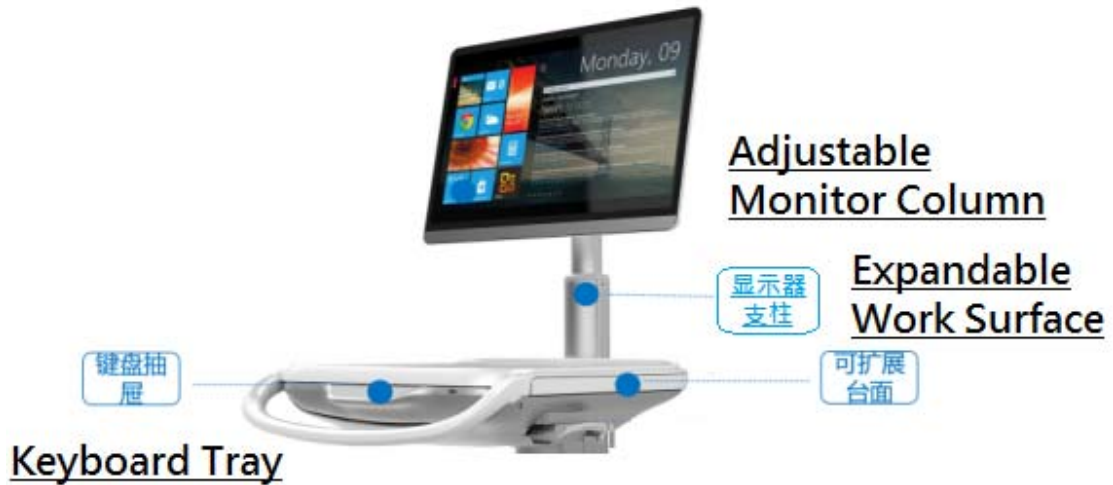 Monday, 09
Adjustable
Monitor Column
显示器
支柱
Expandable
Work Surface
键盘抽
屉
可扩展
台面
Keyboard Tray